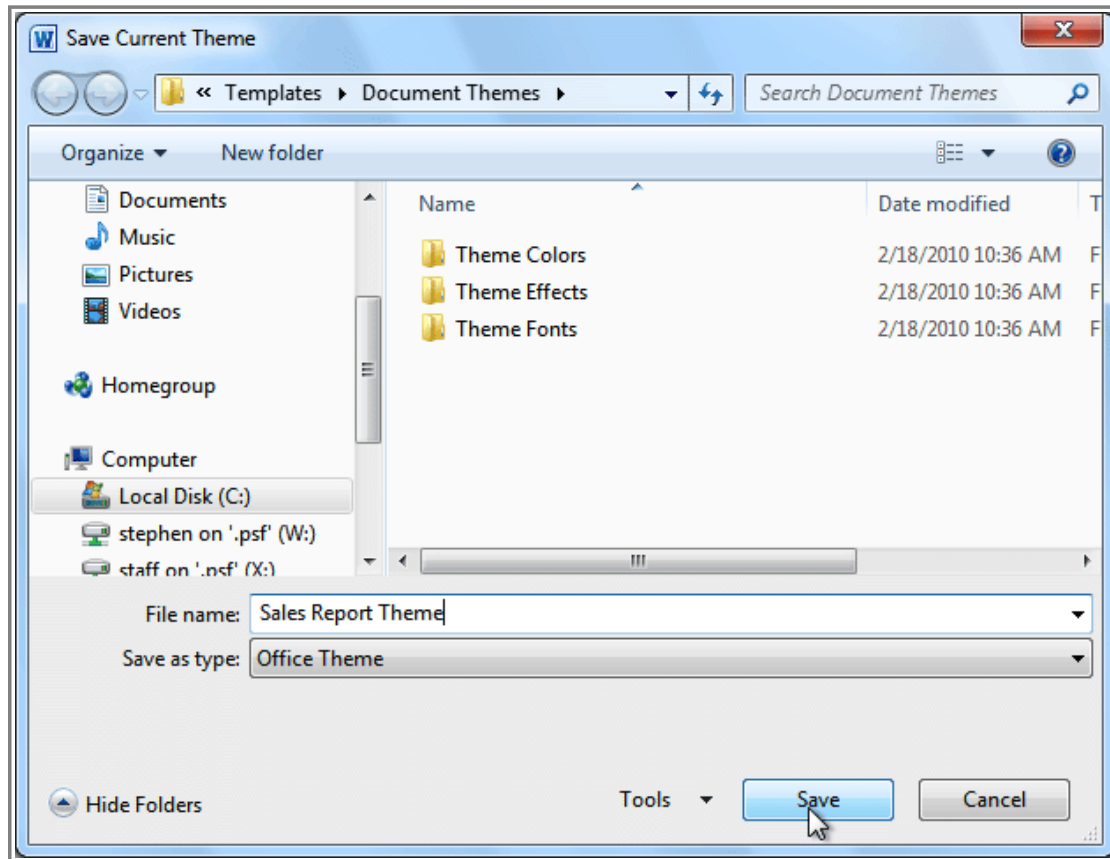 Save Current Theme
« Templates Document Themes
Search Document Themes
Organize New folder
Documents
Music
Pictures
Videos
Homegroup
Computer
Local Disk (C:)
stephen on '.psf' (W:)
staff on '.psf' (X:)
Name Date modified T
Theme Colors 2/18/2010 10:36 AM F
Theme Effects 2/18/2010 10:36 AM F
Theme Fonts 2/18/2010 10:36 AM F
File name: Sales Report Theme
Save as type: Office Theme
Hide Folders Tools Save Cancel